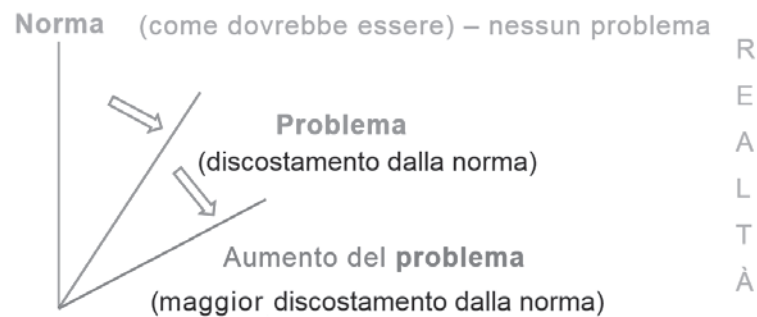 Norma (come dovrebbe essere) – nessun problema
Problema
(discostamento dalla norma)
Aumento del problema
(maggior discostamento dalla norma)
R
E
A
L
T
À